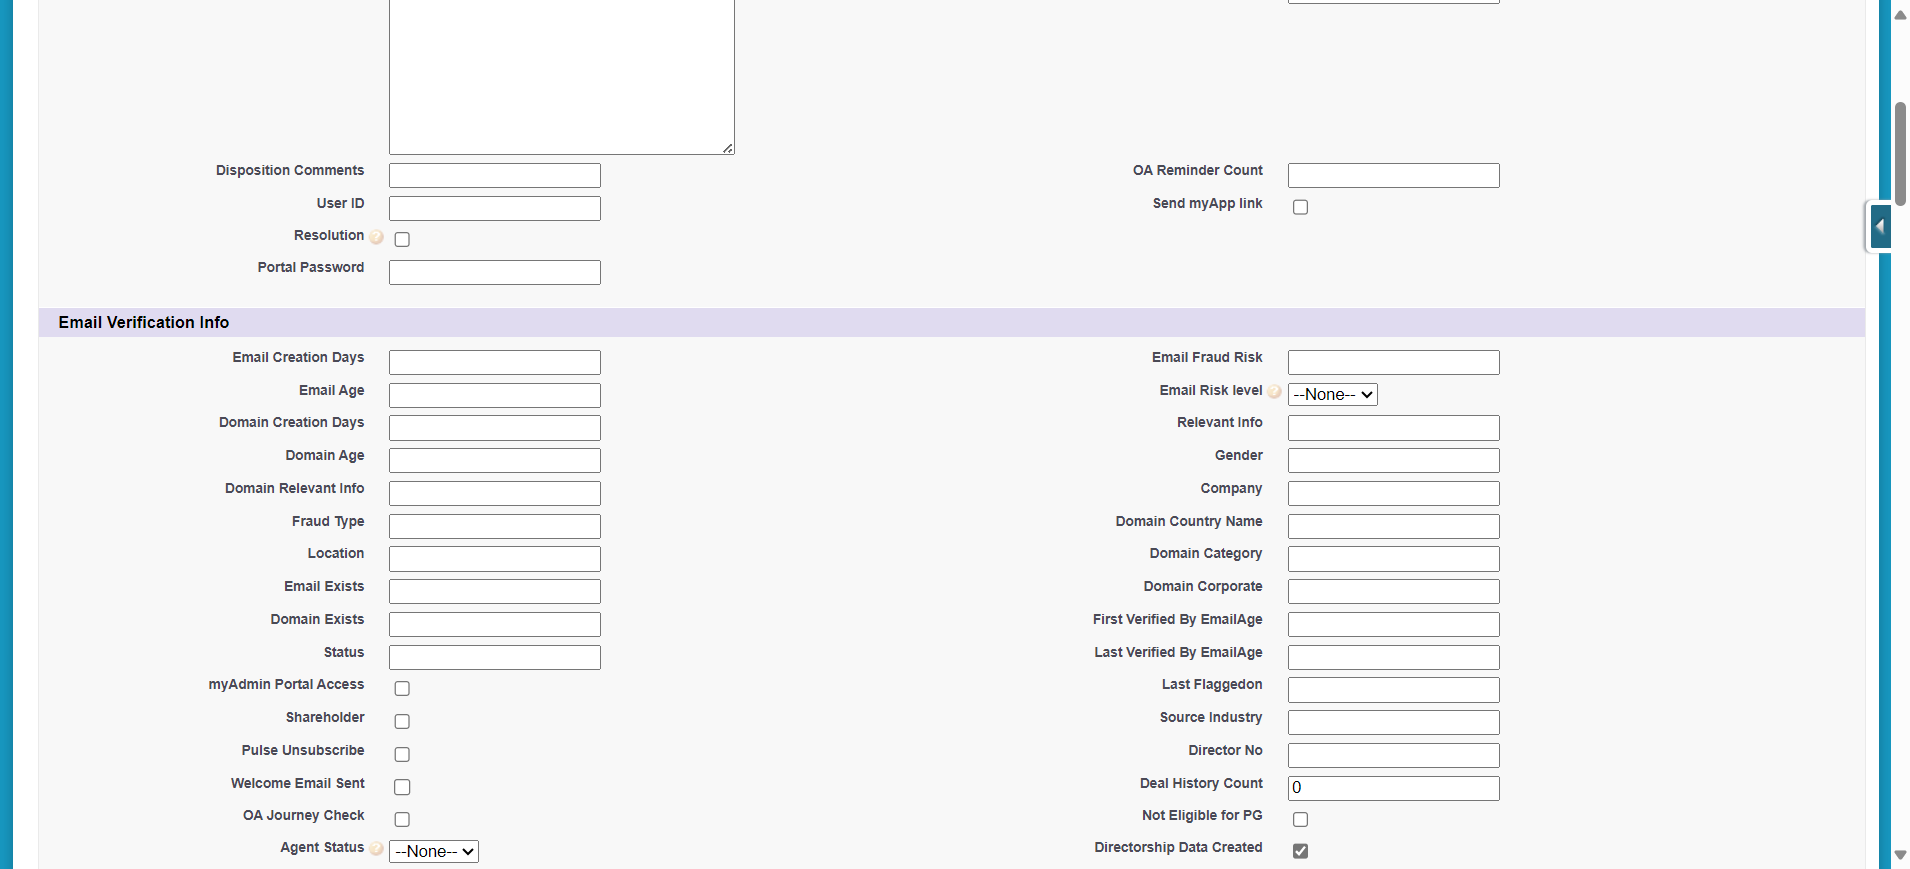 Disposition Comments
OA Reminder Count
User ID
Send myApp link
Resolution ?
Portal Password
Email Verification Info
Email Creation Days
Email Fraud Risk
Email Age
Email Risk level ? --None--
Domain Creation Days
Relevant Info
Domain Age
Gender
Domain Relevant Info
Company
Fraud Type
Domain Country Name
Location
Domain Category
Email Exists
Domain Corporate
Domain Exists
First Verified By EmailAge
Status
Last Verified By EmailAge
myAdmin Portal Access
Last Flaggedon
Shareholder
Source Industry
Pulse Unsubscribe
Director No
Welcome Email Sent
Deal History Count 0
OA Journey Check
Not Eligible for PG
Agent Status ? --None--
Directorship Data Created